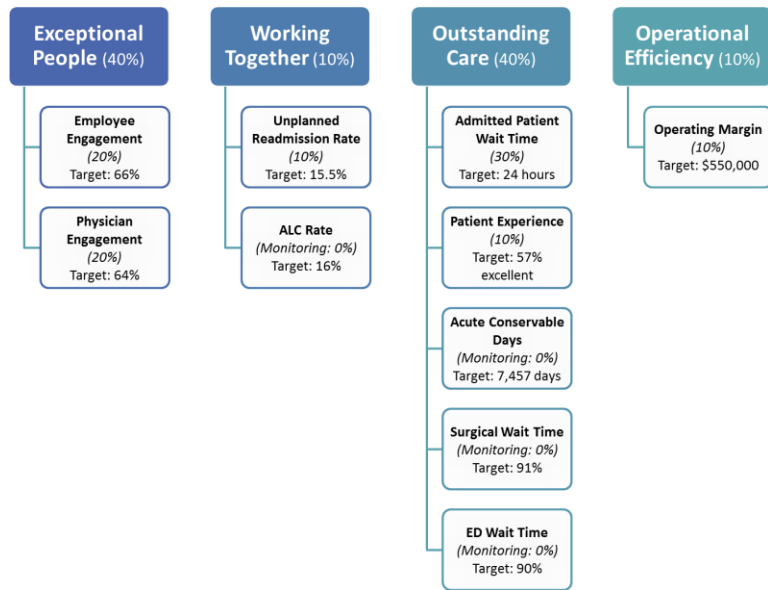 Exceptional
People (40%)
Employee
Engagement
(20%)
Target: 66%
Physician
Engagement
(20%)
Target: 64%
Working
Together (10%)
Unplanned
Readmission Rate
(10%)
Target: 15.5%
ALC Rate
(Monitoring: 0%)
Target: 16%
Outstanding
Care (40%)
Admitted Patient
Wait Time
(30%)
Target: 24 hours
Patient Experience
(10%)
Target: 57%
excellent
Acute Conservable
Days
(Monitoring: 0%)
Target: 7,457 days
Surgical Wait Time
(Monitoring: 0%)
Target: 91%
ED Wait Time
(Monitoring: 0%)
Target: 90%
Operational
Efficiency (10%)
Operating Margin
(10%)
Target: $550,000